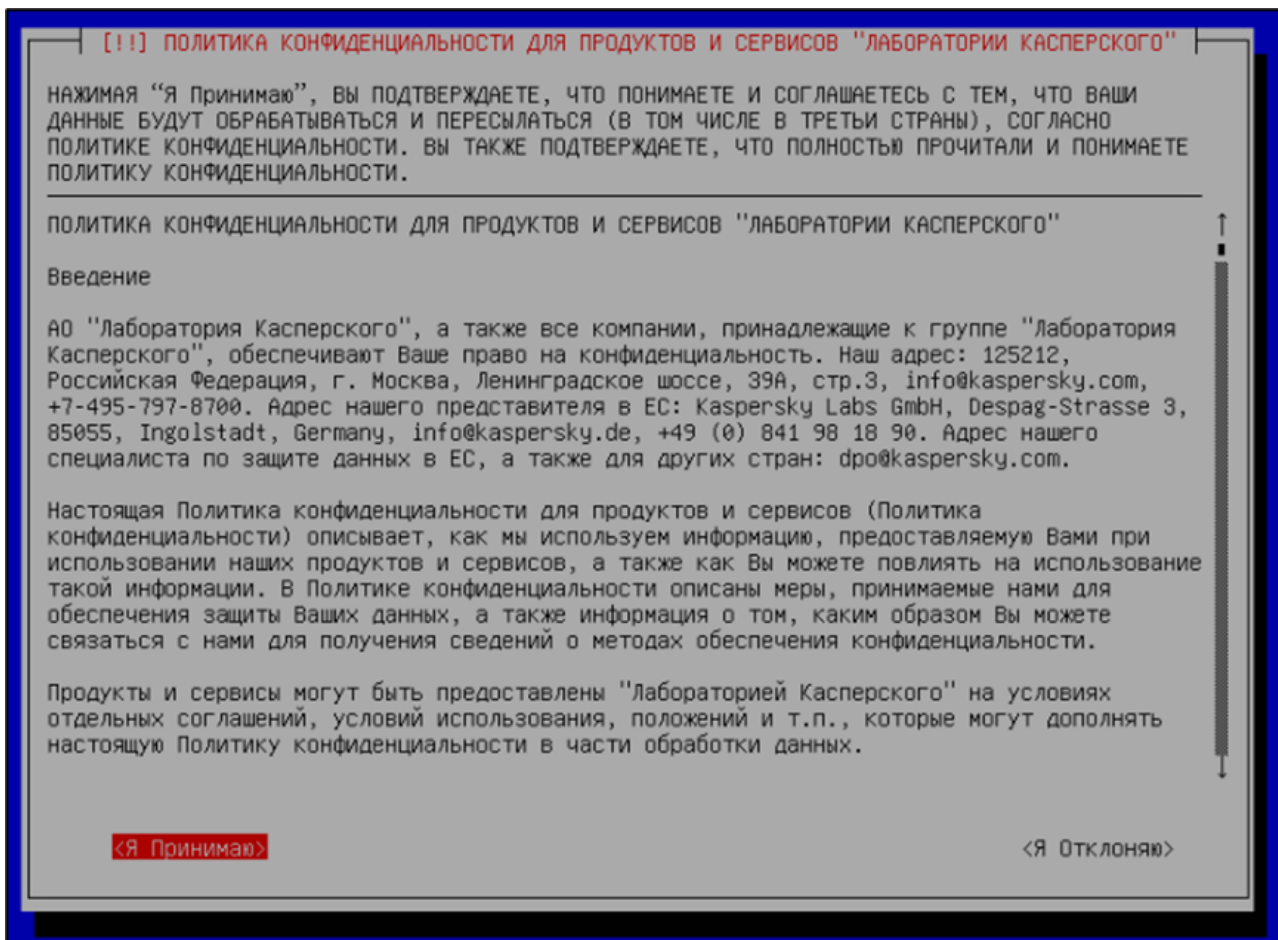 [!!] ПОЛИТИКА КОНФИДЕНЦИАЛЬНОСТИ ДЛЯ ПРОДУКТОВ И СЕРВИСОВ "ЛАБОРАТОРИИ КАСПЕРСКОГО"
НАЖИМАЯ “Я Принимаю”, ВЫ ПОДТВЕРЖДАЕТЕ, ЧТО ПОНИМАЕТЕ И СОГЛАШАЕТЕСЬ С ТЕМ, ЧТО ВАШИ
ДАННЫЕ БУДУТ ОБРАБАТЫВАТЬСЯ И ПЕРЕСЫЛАТЬСЯ (В ТОМ ЧИСЛЕ В ТРЕТЬИ СТРАНЫ), СОГЛАСНО
ПОЛИТИКЕ КОНФИДЕНЦИАЛЬНОСТИ. ВЫ ТАКЖЕ ПОДТВЕРЖДАЕТЕ, ЧТО ПОЛНОСТЬЮ ПРОЧИТАЛИ И ПОНИМАЕТЕ
ПОЛИТИКУ КОНФИДЕНЦИАЛЬНОСТИ.
ПОЛИТИКА КОНФИДЕНЦИАЛЬНОСТИ ДЛЯ ПРОДУКТОВ И СЕРВИСОВ "ЛАБОРАТОРИИ КАСПЕРСКОГО"
Введение
АО "Лаборатория Касперского", а также все компании, принадлежащие к группе "Лаборатория
Касперского", обеспечивают Ваше право на конфиденциальность. Наш адрес: 125212,
Российская Федерация, г. Москва, Ленинградское шоссе, 39А, стр.3, info@kaspersky.com,
+7-495-797-8700. Адрес нашего представителя в ЕС: Kaspersky Labs GmbH, Despag-Strasse 3,
85055, Ingolstadt, Germany, info@kaspersky.de, +49 (0) 841 98 18 90. Адрес нашего
специалиста по защите данных в ЕС, а также для других стран: dpo@kaspersky.com.
Настоящая Политика конфиденциальности для продуктов и сервисов (Политика
конфиденциальности) описывает, как мы используем информацию, предоставляемую Вами при
использовании наших продуктов и сервисов, а также как Вы можете повлиять на использование
такой информации. В Политике конфиденциальности описаны меры, принимаемые нами для
обеспечения защиты Ваших данных, а также информация о том, каким образом Вы можете
связаться с нами для получения сведений о методах обеспечения конфиденциальности.
Продукты и сервисы могут быть предоставлены "Лабораторией Касперского" на условиях
отдельных соглашений, условий использования, положений и т.п., которые могут дополнять
настоящую Политику конфиденциальности в части обработки данных.
<Я Принимаю> <Я Отклоняю>